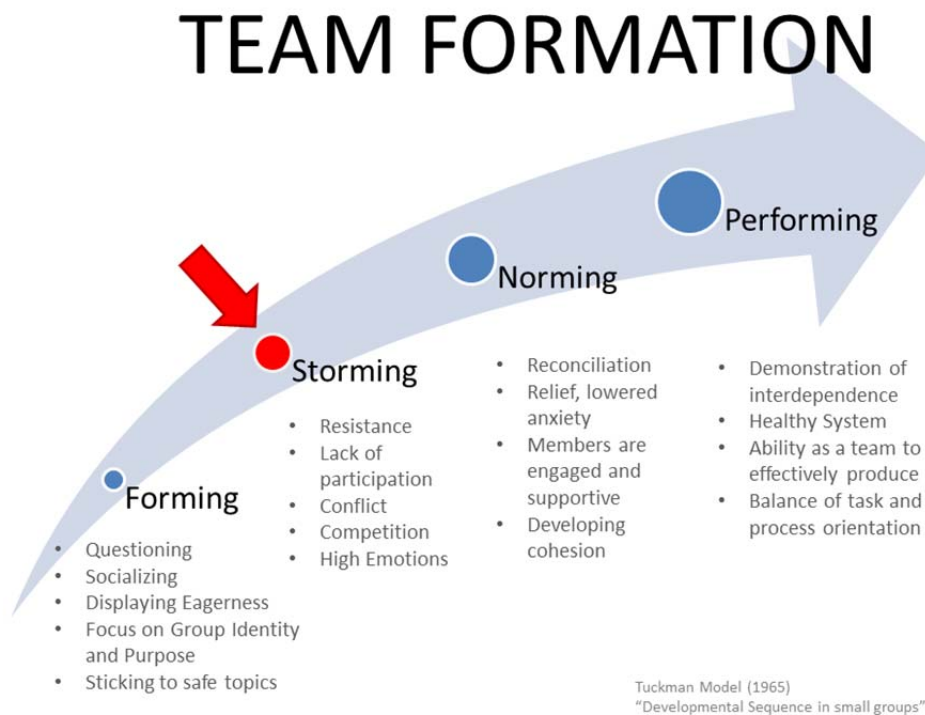 TEAM FORMATION
Performing
Norming
Storming
Forming
• Questioning
• Socializing
• Displaying Eagerness
• Focus on Group Identity
and Purpose
• Sticking to safe topics
• Resistance
• Lack of
participation
• Conflict
• Competition
• High Emotions
• Reconciliation
• Relief, lowered
anxiety
• Members are
engaged and
supportive
• Developing
cohesion
• Demonstration of
interdependence
• Healthy System
• Ability as a team to
effectively produce
• Balance of task and
process orientation
Tuckman Model (1965)
“Developmental Sequence in small groups”